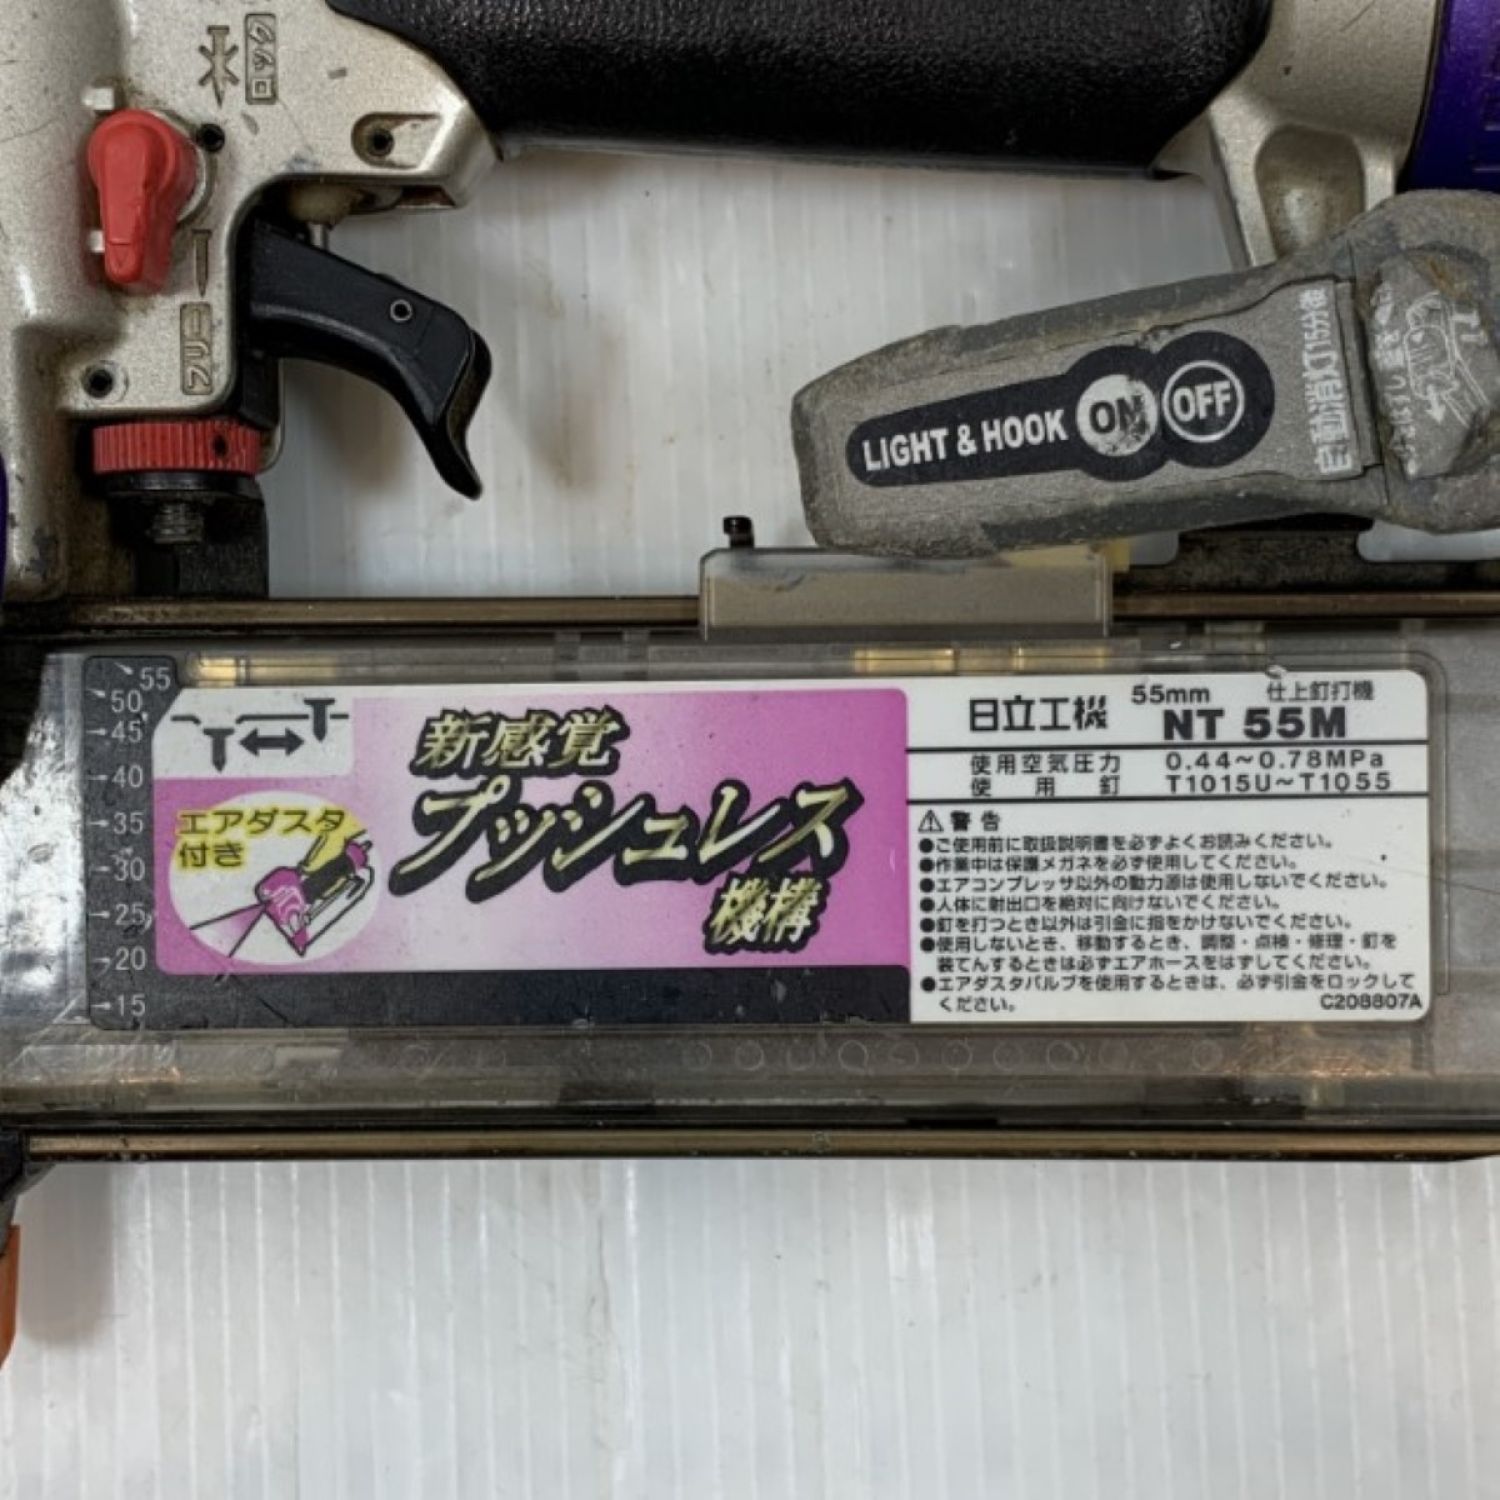 ロック
フリー
LIGHT & HOOK ON OFF
自動消灯15分後
55
50
45
40
35
30
25
20
15
エアダスタ
付き
新感覚
プッシュレス
機構
日立工機 55mm 仕上釘打機
NT 55M
使用空気圧力 0.44～0.78MPa
使用釘 T1015U～T1055
⚠警告
●ご使用前に取扱説明書を必ずよくお読みください。
●作業中は保護メガネを必ず使用してください。
●エアコンプレッサ以外の動力源は使用しないでください。
●人体に射出口を絶対に向けないでください。
●釘を打つとき以外は引金に指をかけないでください。
●使用しないとき、移動するとき、調整・点検・修理・釘を
装てんするときは必ずエアホースをはずしてください。
●エアダスタバルブを使用するときは、必ず引金をロックして
ください。 C208807A